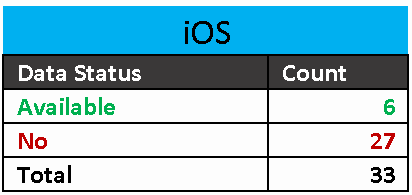 iOS
Data Status Count
Available 6
No 27
Total 33